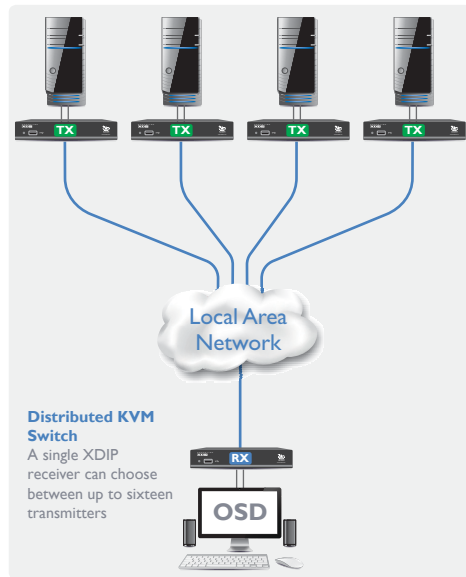 TX TX TX TX
Local Area
Network
Distributed KVM
Switch
A single XDIP
receiver can choose
between up to sixteen
transmitters
RX
OSD